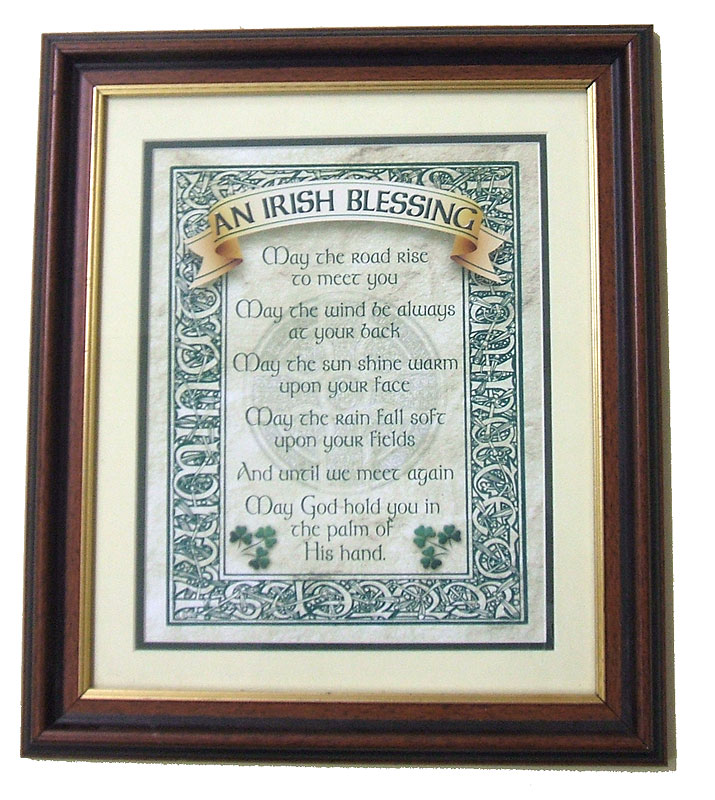 AN IRISH BLESSING
May the road rise
to meet you
May the wind be always
at your back
May the sun shine warm
upon your face
May the rain fall soft
upon your fields
And until we meet again
May God hold you in
the palm of
His hand.